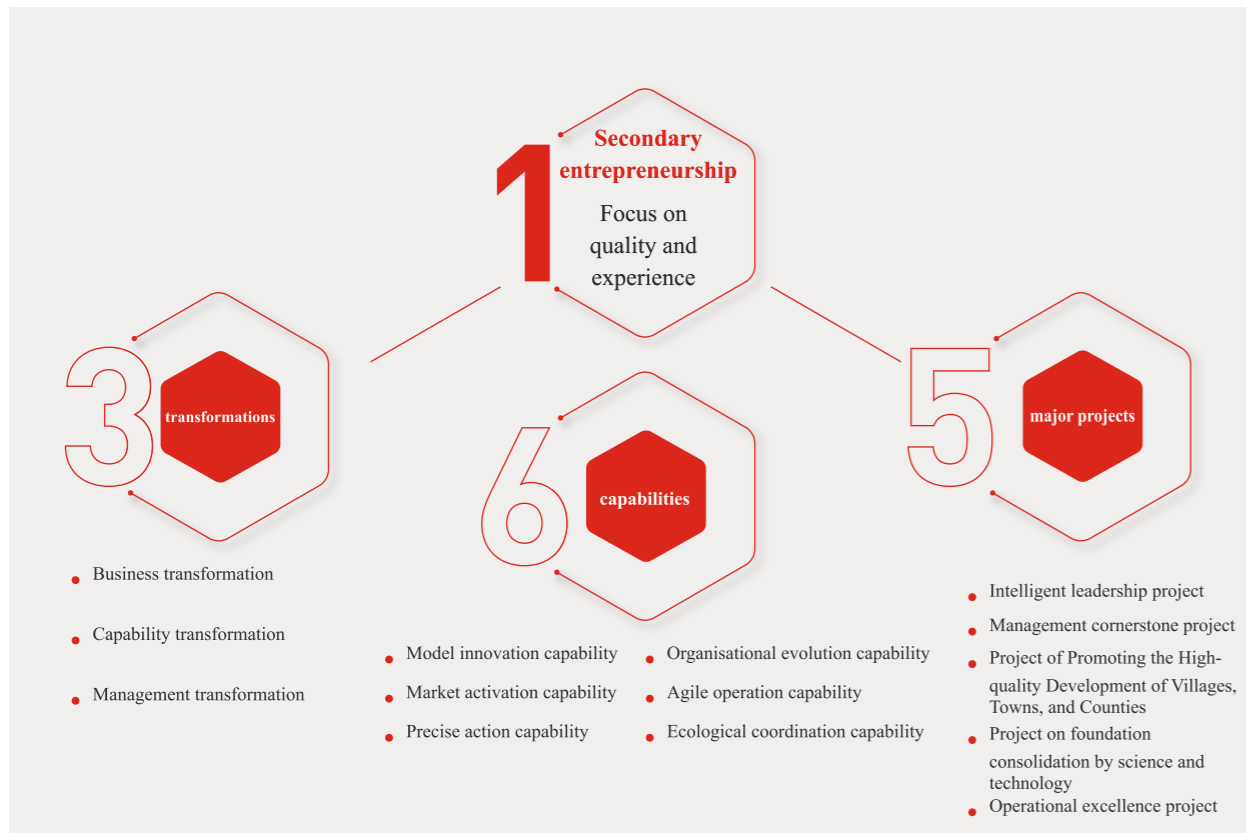 1
Secondary
entrepreneurship
Focus on
quality and
experience
3
transformations
Business transformation
Capability transformation
Management transformation
6
capabilities
Model innovation capability
Market activation capability
Precise action capability
Organisational evolution capability
Agile operation capability
Ecological coordination capability
5
major projects
Intelligent leadership project
Management cornerstone project
Project of Promoting the High-
quality Development of Villages,
Towns, and Counties
Project on foundation
consolidation by science and
technology
Operational excellence project